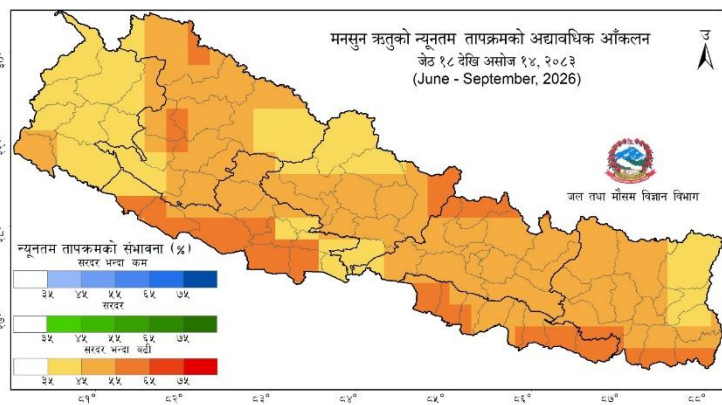 मनसुन ऋतुको न्यूनतम तापक्रमको अद्यावधिक आँकलन
जेठ १८ देखि असोज १४, २०८३
(June - September, 2026)
उ
जल तथा मौसम विज्ञान विभाग
न्यूनतम तापक्रमको संभावना (%)
सरदर भन्दा कम
३५ ४५ ५५ ६५ ७५
सरदर
३५ ४५ ५५ ६५ ७५
सरदर भन्दा बढी
३५ ४५ ५५ ६५ ७५
८१° ८२° ८३° ८४° ८५° ८६° ८७° ८८°